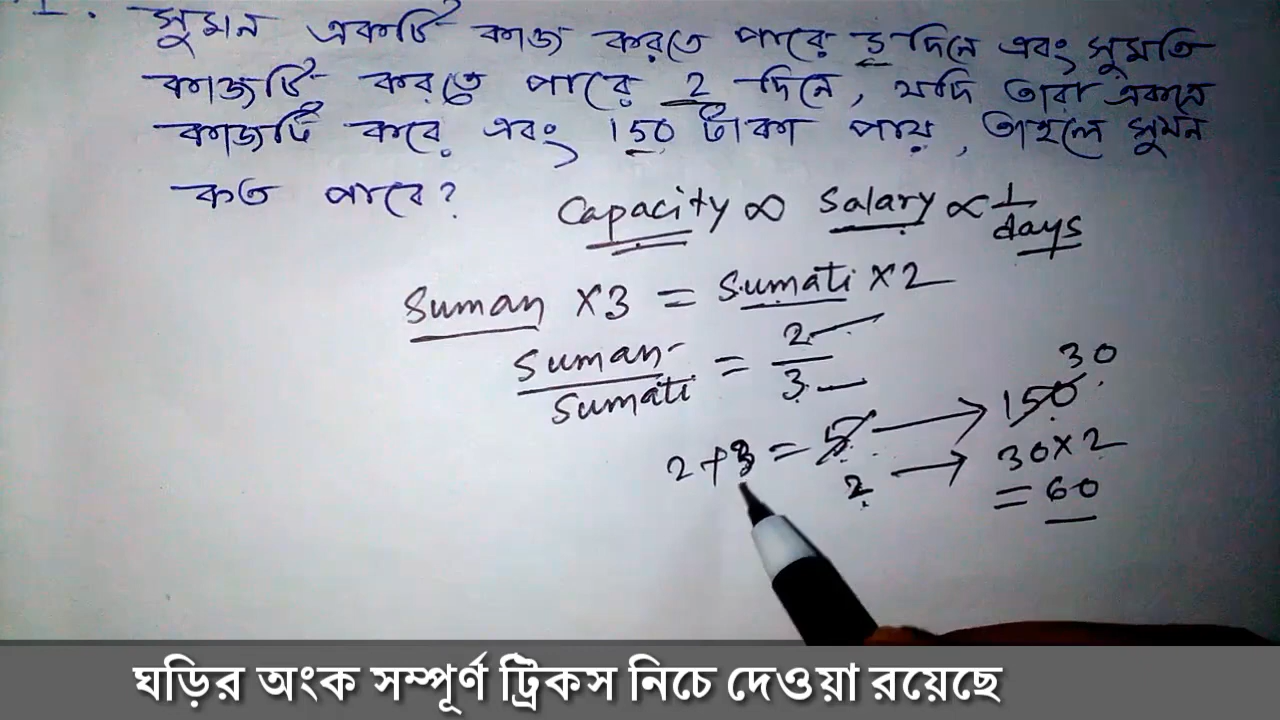 1. সুমন একটি কাজ করতে পারে 3 দিনে এবং সুমতি
কাজটি করতে পারে 2 দিনে, যদি তারা একত্রে
কাজটি করে এবং 150 টাকা পায়, তাহলে সুমন
কত পাবে?
Capacity ∝ Salary ∝ 1/days
Suman ×3 = Sumati ×2
Suman/Sumati = 2/3
30
2+3 = 5 → 150
2 → 30×2
= 60
ঘড়ির অংক সম্পূর্ণ ট্রিকস নিচে দেওয়া রয়েছে